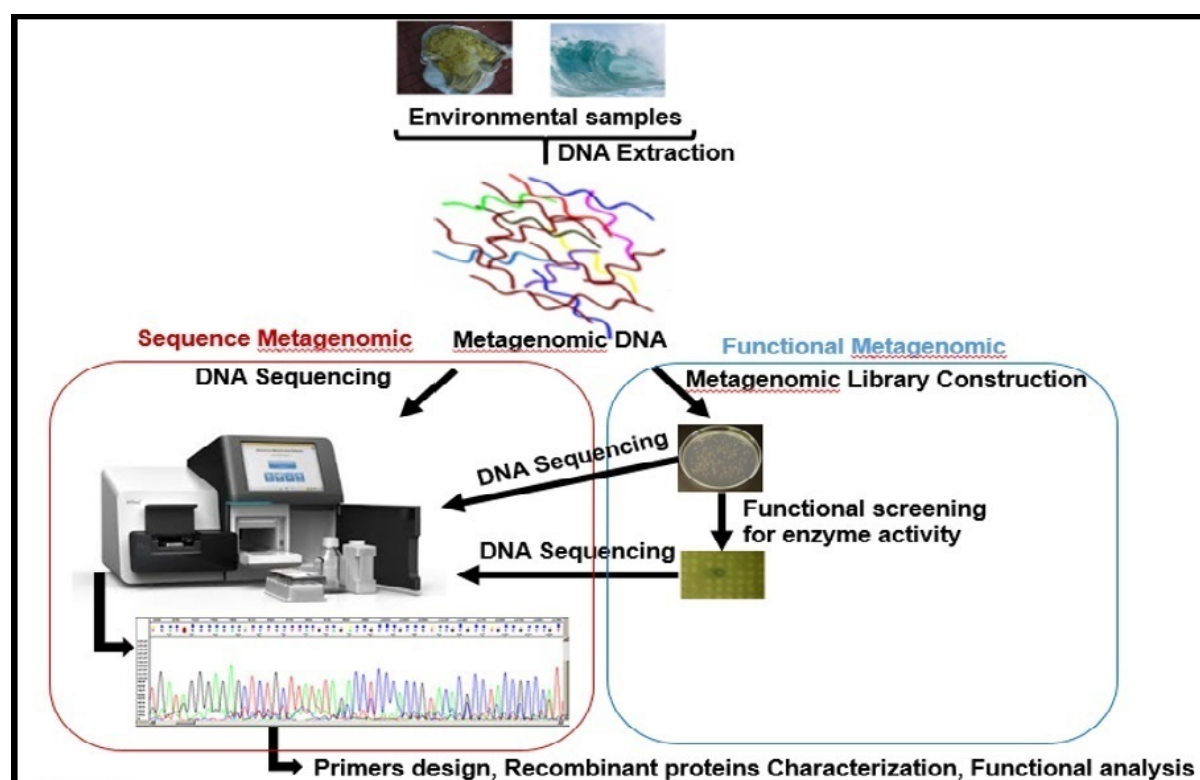 Environmental samples
DNA Extraction
Sequence Metagenomic
Metagenomic DNA
Functional Metagenomic
DNA Sequencing
Metagenomic Library Construction
DNA Sequencing
Functional screening
for enzyme activity
DNA Sequencing
Primers design, Recombinant proteins Characterization, Functional analysis